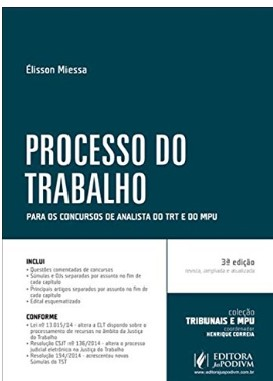 Élisson Miessa
PROCESSO DO
TRABALHO
PARA OS CONCURSOS DE ANALISTA DO TRT E DO MPU
3ª edição
revista, ampliada e atualizada
INCLUI
• Questões comentadas de concursos
• Súmulas e OJs separadas por assunto no fim de
cada capítulo
• Principais artigos separados por assunto no fim
de cada capítulo
• Edital esquematizado
CONFORME
• Lei nº 13.015/14 - altera a CLT dispondo sobre o
processamento de recursos no âmbito da Justiça
do Trabalho
• Resolução CSJT nº 136/2014 - altera o processo
judicial eletrônico na Justiça do Trabalho
• Resolução 194/2014 - acrescentou novas
Súmulas do TST
coleção
TRIBUNAIS E MPU
coordenador
HENRIQUE CORREIA
EDITORA
JusPODIVM
www.editorajuspodivm.com.br